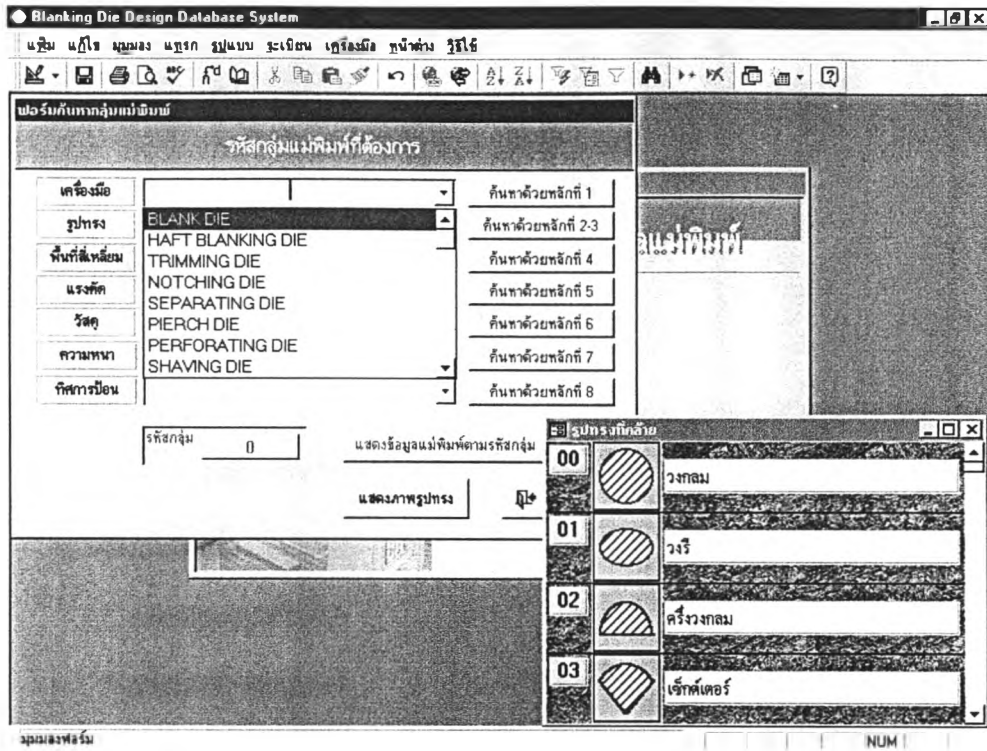 Blanking Die Design Database System
แฟ้ม แก้ไข มุมมอง แทรก รูปแบบ ระเบียน เครื่องมือ หน้าต่าง วิธีใช้
ฟอร์มค้นหากลุ่มแม่พิมพ์
รหัสกลุ่มแม่พิมพ์ที่ต้องการ
เครื่องมือ
ค้นหาด้วยหลักที่ 1
รูปทรง
BLANK DIE
ค้นหาด้วยหลักที่ 2-3
HAFT BLANKING DIE
พื้นที่สี่เหลี่ยม
TRIMMING DIE
ค้นหาด้วยหลักที่ 4
แรงตัด
NOTCHING DIE
ค้นหาด้วยหลักที่ 5
SEPARATING DIE
วัสดุ
PIERCH DIE
ค้นหาด้วยหลักที่ 6
ความหนา
PERFORATING DIE
ค้นหาด้วยหลักที่ 7
SHAVING DIE
ทิศการป้อน
ค้นหาด้วยหลักที่ 8
แม่พิมพ์
รหัสกลุ่ม
0
แสดงข้อมูลแม่พิมพ์ตามรหัสกลุ่ม
แสดงภาพรูปทรง
รูปทรงที่คล้าย
00
วงกลม
01
วงรี
02
ครึ่งวงกลม
03
เซ็กต์เตอร์
มุมมองฟอร์ม
NUM